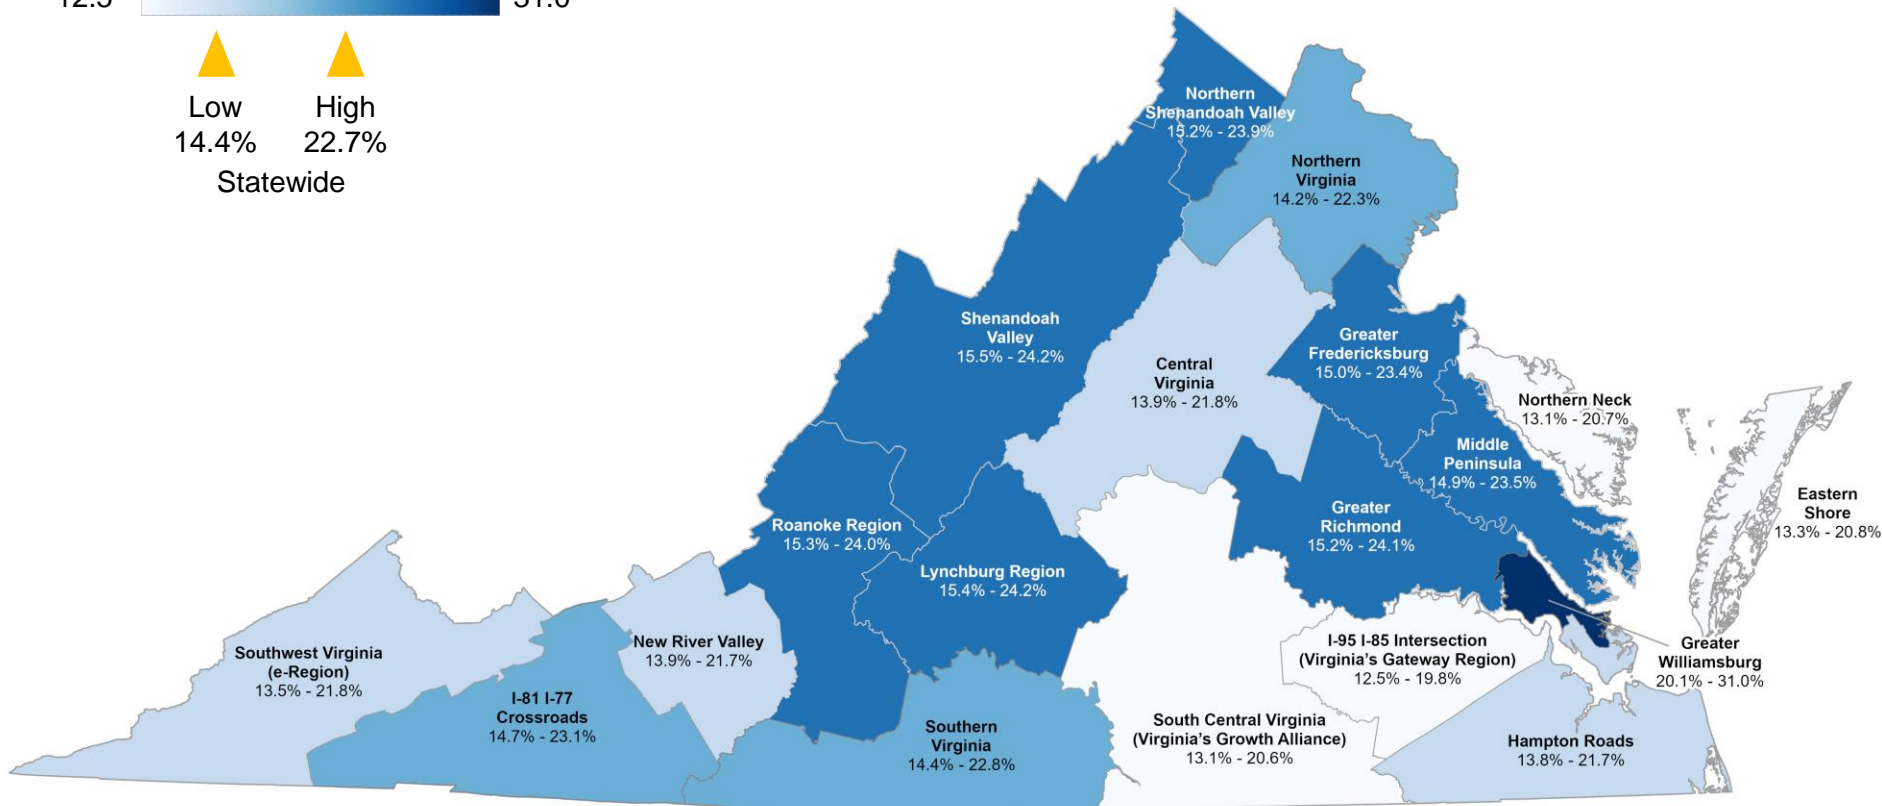 12.5
31.0
Low
High
14.4%
22.7%
Statewide
Northern
Shenandoah Valley
15.2% - 23.9%
Northern
Virginia
14.2% - 22.3%
Shenandoah
Valley
15.5% - 24.2%
Central
Virginia
13.9% - 21.8%
Greater
Fredericksburg
15.0% - 23.4%
Northern Neck
13.1% - 20.7%
Middle
Peninsula
14.9% - 23.5%
Eastern
Shore
13.3% - 20.8%
Roanoke Region
15.3% - 24.0%
Greater
Richmond
15.2% - 24.1%
Lynchburg Region
15.4% - 24.2%
Southwest Virginia
(e-Region)
13.5% - 21.8%
New River Valley
13.9% - 21.7%
I-81 I-77
Crossroads
14.7% - 23.1%
I-95 I-85 Intersection
(Virginia's Gateway Region)
12.5% - 19.8%
Greater
Williamsburg
20.1% - 31.0%
Southern
Virginia
14.4% - 22.8%
South Central Virginia
(Virginia's Growth Alliance)
13.1% - 20.6%
Hampton Roads
13.8% - 21.7%